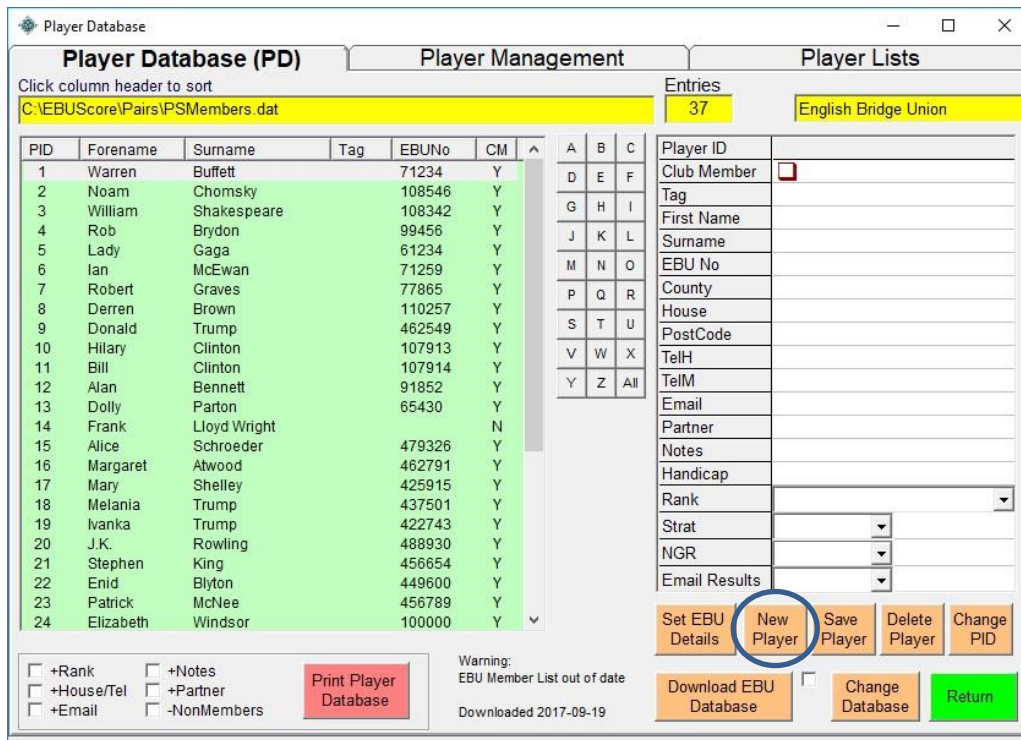 Player Database
Player Database (PD)
Player Management
Player Lists
Click column header to sort
Entries
C:\EBUScore\Pairs\PSMembers.dat
37
English Bridge Union
PID Forename Surname Tag EBUNo CM
1 Warren Buffett 71234 Y
2 Noam Chomsky 108546 Y
3 William Shakespeare 108342 Y
4 Rob Brydon 99456 Y
5 Lady Gaga 61234 Y
6 Ian McEwan 71259 Y
7 Robert Graves 77865 Y
8 Derren Brown 110257 Y
9 Donald Trump 462549 Y
10 Hilary Clinton 107913 Y
11 Bill Clinton 107914 Y
12 Alan Bennett 91852 Y
13 Dolly Parton 65430 Y
14 Frank Lloyd Wright N
15 Alice Schroeder 479326 Y
16 Margaret Atwood 462791 Y
17 Mary Shelley 425915 Y
18 Melania Trump 437501 Y
19 Ivanka Trump 422743 Y
20 J.K. Rowling 488930 Y
21 Stephen King 456654 Y
22 Enid Blyton 449600 Y
23 Patrick McNee 456789 Y
24 Elizabeth Windsor 100000 Y
A B C
D E F
G H I
J K L
M N O
P Q R
S T U
V W X
Y Z All
Player ID
Club Member
Tag
First Name
Surname
EBU No
County
House
PostCode
TelH
TelM
Email
Partner
Notes
Handicap
Rank
Strat
NGR
Email Results
Set EBU Details
New Player
Save Player
Delete Player
Change PID
+Rank +Notes
+House/Tel +Partner
+Email -NonMembers
Print Player Database
Warning:
EBU Member List out of date
Downloaded 2017-09-19
Download EBU Database
Change Database
Return